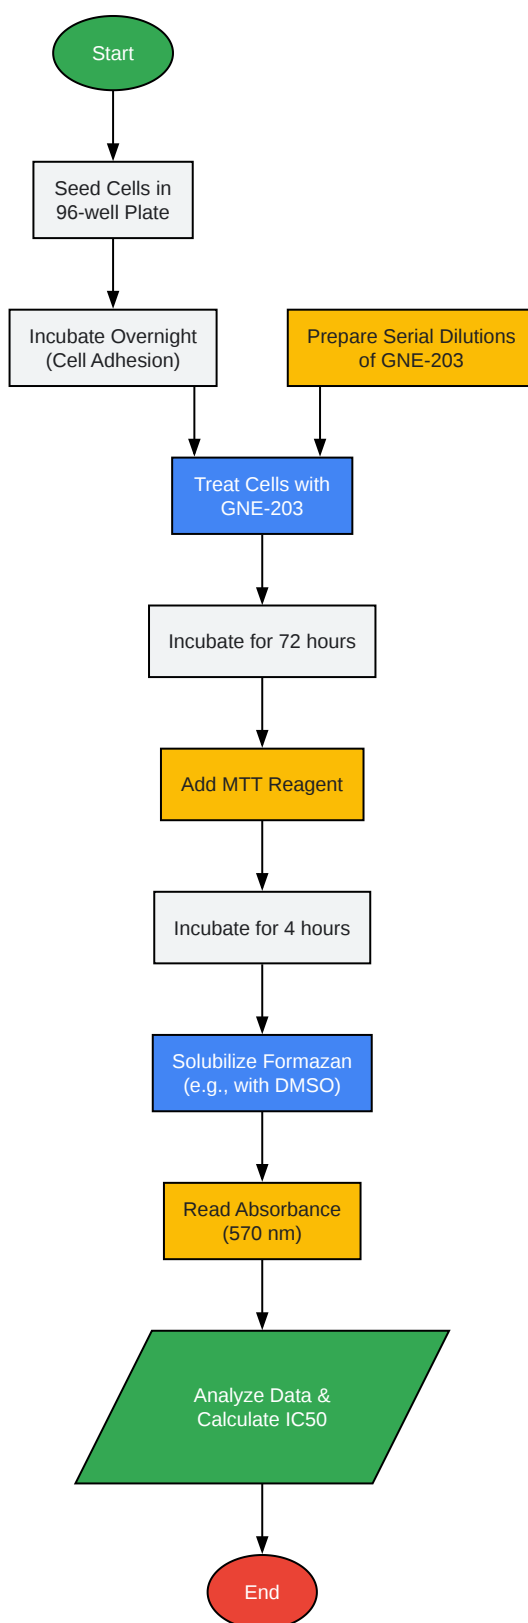 Start
Seed Cells in
96-well Plate
Incubate Overnight
(Cell Adhesion)
Prepare Serial Dilutions
of GNE-203
Treat Cells with
GNE-203
Incubate for 72 hours
Add MTT Reagent
Incubate for 4 hours
Solubilize Formazan
(e.g., with DMSO)
Read Absorbance
(570 nm)
Analyze Data &
Calculate IC50
End